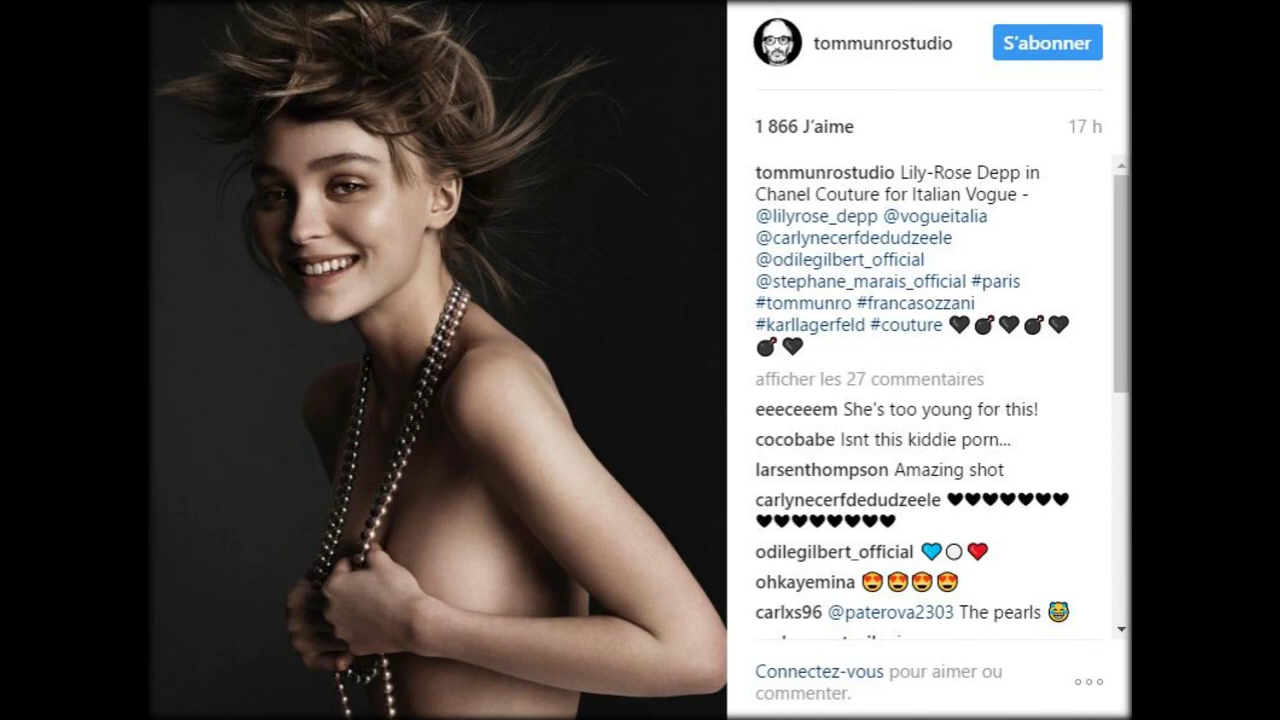 tommunrostudio
S'abonner
1 866 J'aime
17 h
tommunrostudio Lily-Rose Depp in
Chanel Couture for Italian Vogue -
@lilyrose_depp @vogueitalia
@carlynecerfdedudzeele
@odilegilbert_official
@stephane_marais_official #paris
#tommunro #francasozzani
#karllagerfeld #couture 🖤💣🖤💣🖤
💣🖤
afficher les 27 commentaires
eeeceeem She's too young for this!
cocobabe Isnt this kiddie porn...
larsenthompson Amazing shot
carlynecerfdedudzeele ♥♥♥♥♥♥♥
♥♥♥♥♥♥♥♥
odilegilbert_official 💙⚪❤️
ohkayemina 😍😍😍😍
carlxs96 @paterova2303 The pearls 😹
Connectez-vous pour aimer ou
commenter.